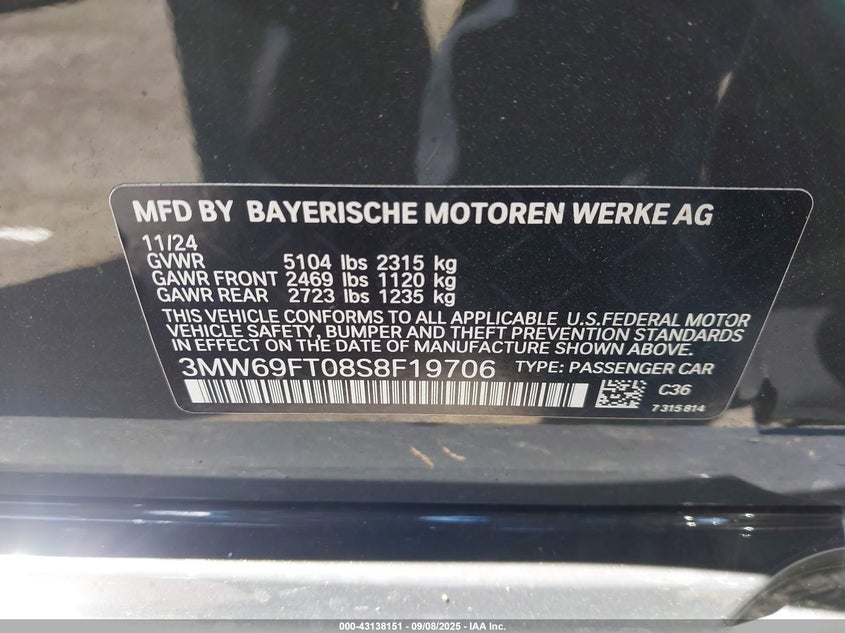 MFD BY BAYERISCHE MOTOREN WERKE AG
11/24
GVWR 5104 lbs 2315 kg
GAWR FRONT 2469 lbs 1120 kg
GAWR REAR 2723 lbs 1235 kg
THIS VEHICLE CONFORMS TO ALL APPLICABLE U.S.FEDERAL MOTOR
VEHICLE SAFETY, BUMPER AND THEFT PREVENTION STANDARDS
IN EFFECT ON THE DATE OF MANUFACTURE SHOWN ABOVE.
3MW69FT08S8F19706 TYPE: PASSENGER CAR
C36
7315814
000-43138151 - 09/08/2025 - IAA Inc.